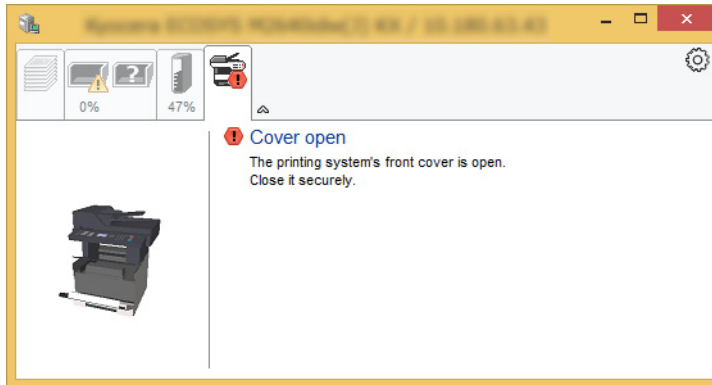 0%
47%
Cover open
The printing system's front cover is open.
Close it securely.